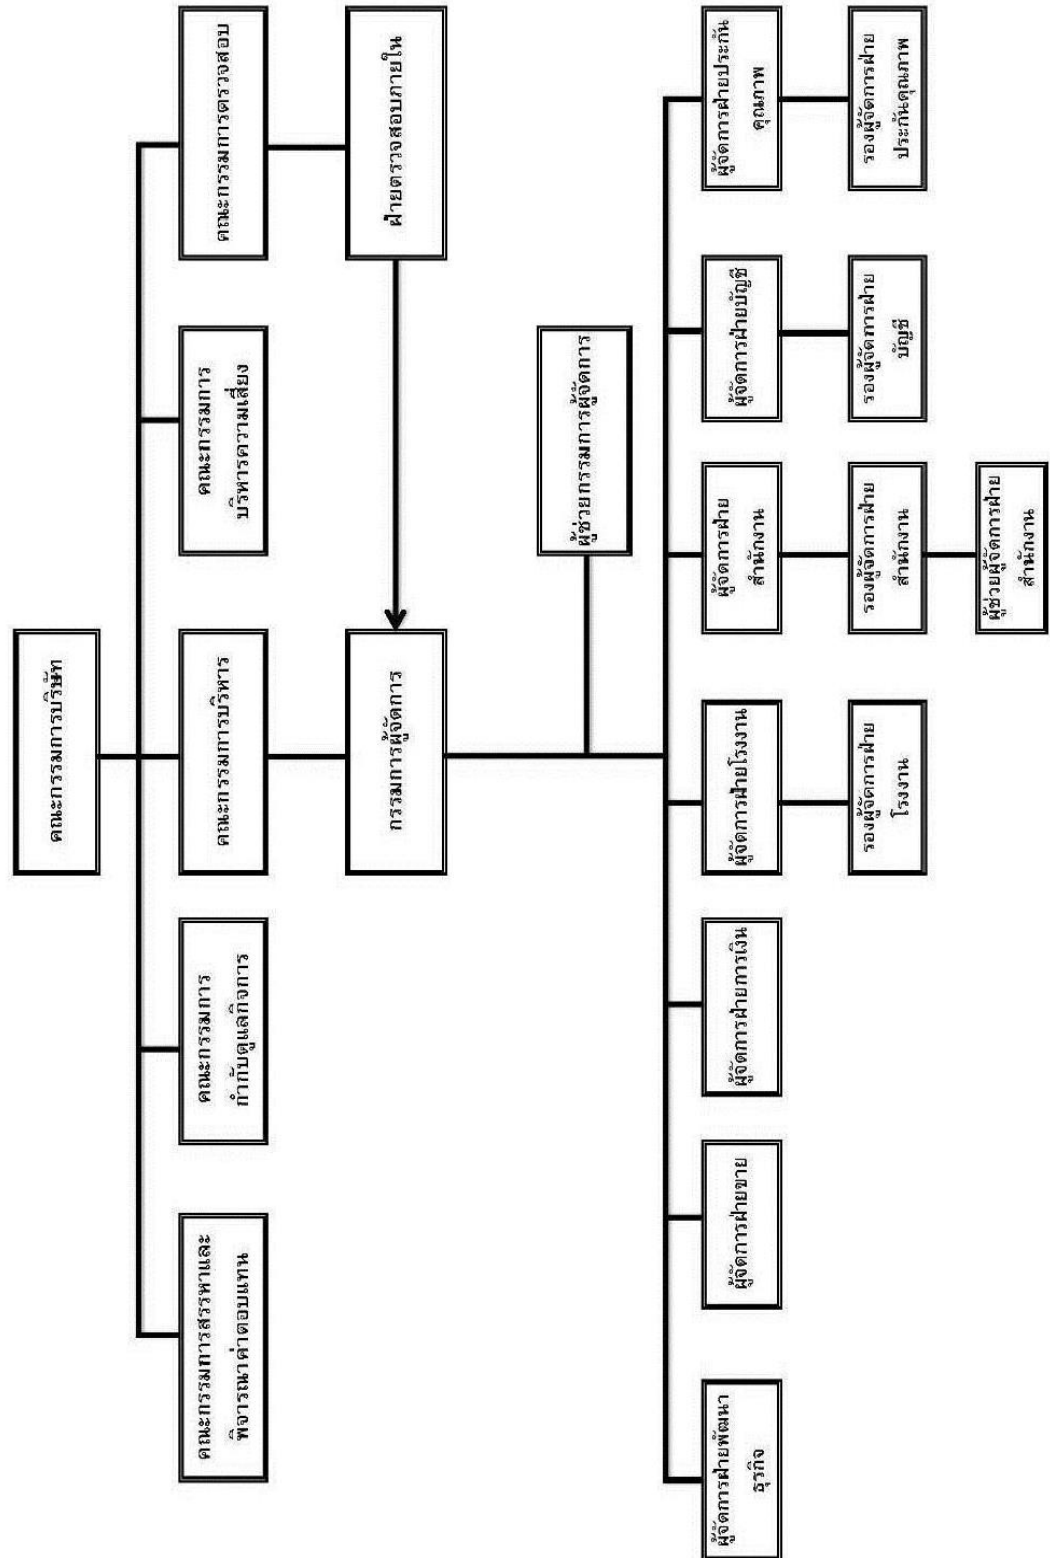 คณะกรรมการบริษัท
คณะกรรมการสรรหาและ
พิจารณาค่าตอบแทน
คณะกรรมการ
กำกับดูแลกิจการ
คณะกรรมการบริหาร
คณะกรรมการ
บริหารความเสี่ยง
คณะกรรมการตรวจสอบ
กรรมการผู้จัดการ
ฝ่ายตรวจสอบภายใน
ผู้ช่วยกรรมการผู้จัดการ
ผู้จัดการฝ่ายพัฒนา
ธุรกิจ
ผู้จัดการฝ่ายขาย
ผู้จัดการฝ่ายการเงิน
ผู้จัดการฝ่ายโรงงาน
ผู้จัดการฝ่าย
สำนักงาน
ผู้จัดการฝ่ายบัญชี
ผู้จัดการฝ่ายประกัน
คุณภาพ
รองผู้จัดการฝ่าย
โรงงาน
รองผู้จัดการฝ่าย
สำนักงาน
รองผู้จัดการฝ่าย
บัญชี
รองผู้จัดการฝ่าย
ประกันคุณภาพ
ผู้ช่วยผู้จัดการฝ่าย
สำนักงาน